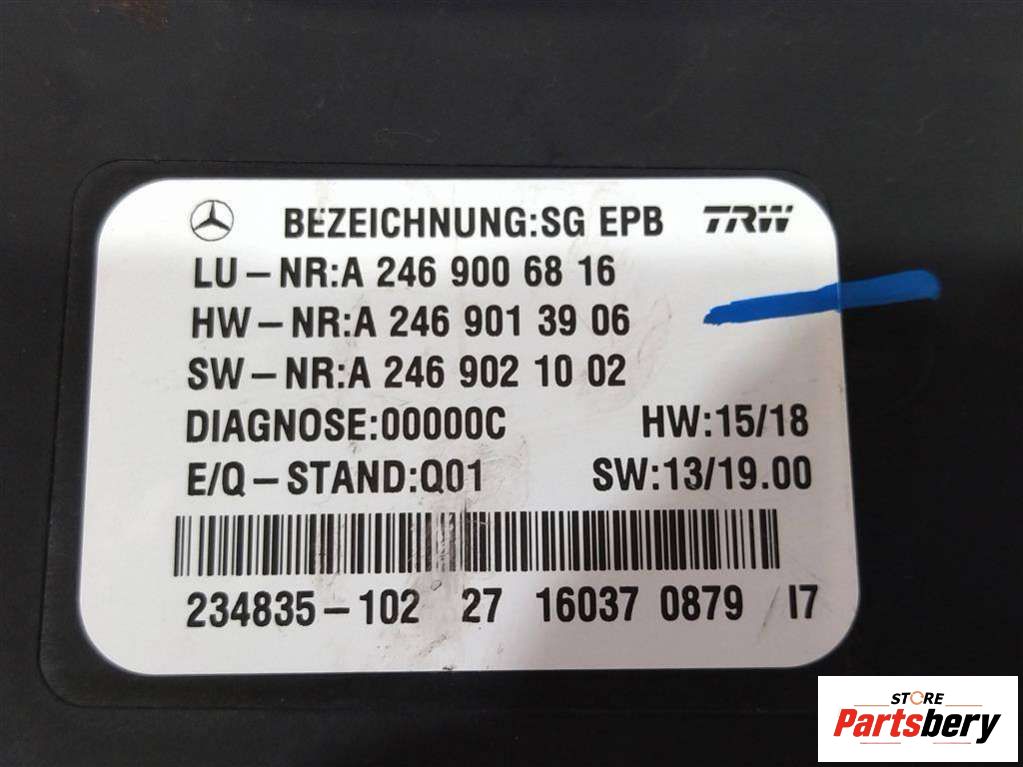 BEZEICHNUNG:SG EPB TRW
LU-NR:A 246 900 68 16
HW-NR:A 246 901 39 06
SW-NR:A 246 902 10 02
DIAGNOSE:00000C HW:15/18
E/Q-STAND:Q01 SW:13/19.00
234835-102 27 16037 0879 I7
STORE
Partsbery